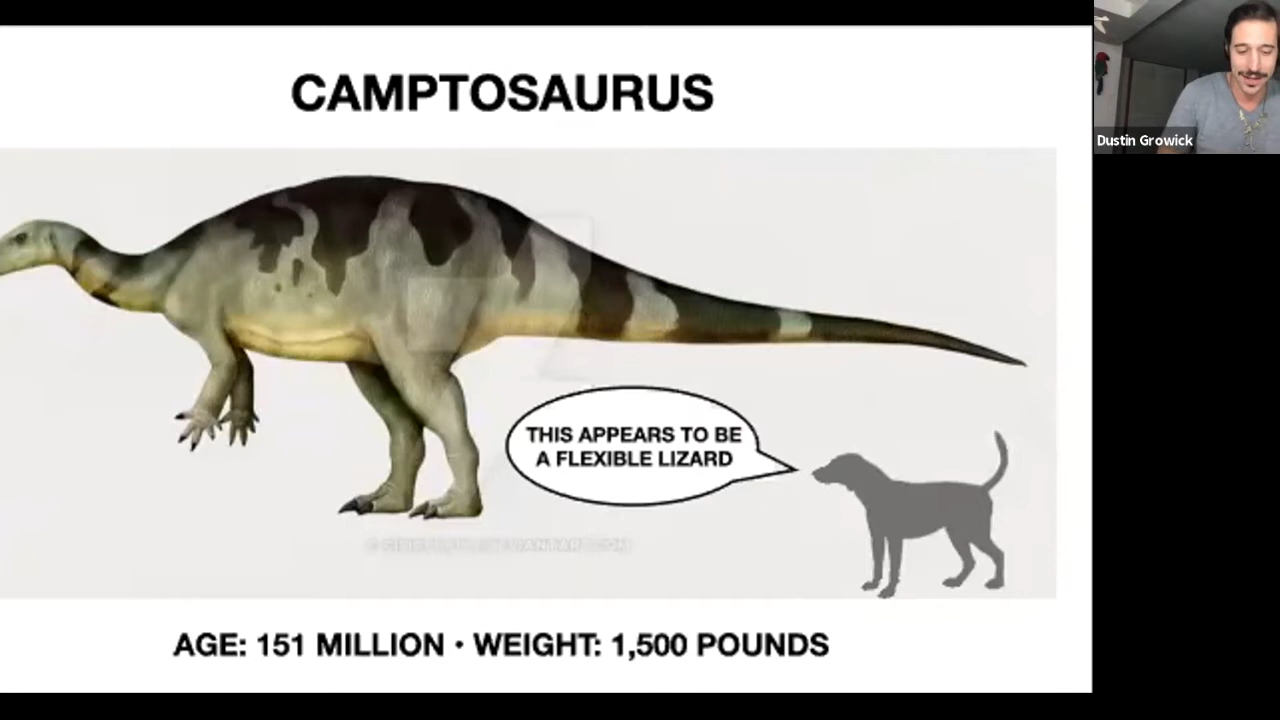 CAMPTOSAURUS
Dustin Growick
THIS APPEARS TO BE
A FLEXIBLE LIZARD
AGE: 151 MILLION • WEIGHT: 1,500 POUNDS